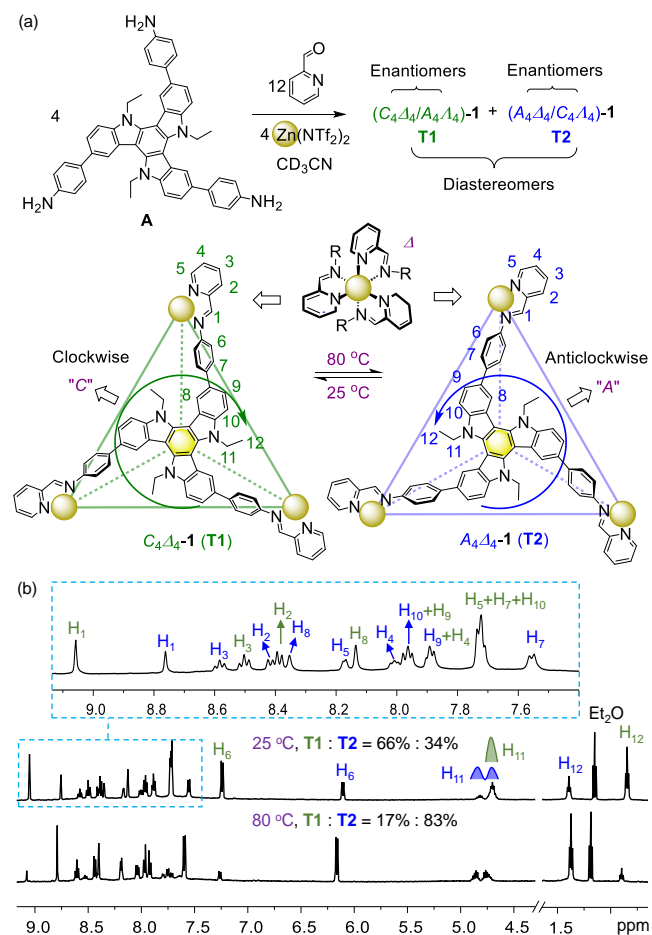 (a)
H₂N
NH₂
NH₂
N
N
N
4
A
O
12
N
4 Zn(NTf₂)₂
CD₃CN
Enantiomers
Enantiomers
(C₄Δ₄/A₄Λ₄)-1 + (A₄Δ₄/C₄Λ₄)-1
T1
T2
Diastereomers
Δ
R
R
R
N
N
N
N
N
N
80 °C
25 °C
Clockwise
"C"
5
4
3
2
1
N
N
6
7
8
9
10
11
12
N
N
N
N
N
N
N
C₄Δ₄-1 (T1)
Anticlockwise
"A"
5
4
3
2
1
N
N
6
7
8
9
10
11
12
N
N
N
N
N
N
N
A₄Δ₄-1 (T2)
(b)
H₁
H₁
H₃
H₃
H₂
H₂
H₈
H₅
H₈
H₄
H₁₀+H₉
H₉+H₄
H₅+H₇+H₁₀
H₇
9.0
8.8
8.6
8.4
8.2
8.0
7.8
7.6
25 °C, T1 : T2 = 66% : 34%
H₆
H₆
H₁₁
H₁₁
H₁₂
Et₂O
H₁₂
80 °C, T1 : T2 = 17% : 83%
9.0
8.5
8.0
7.5
7.0
6.5
6.0
5.5
5.0
4.5
1.5
ppm